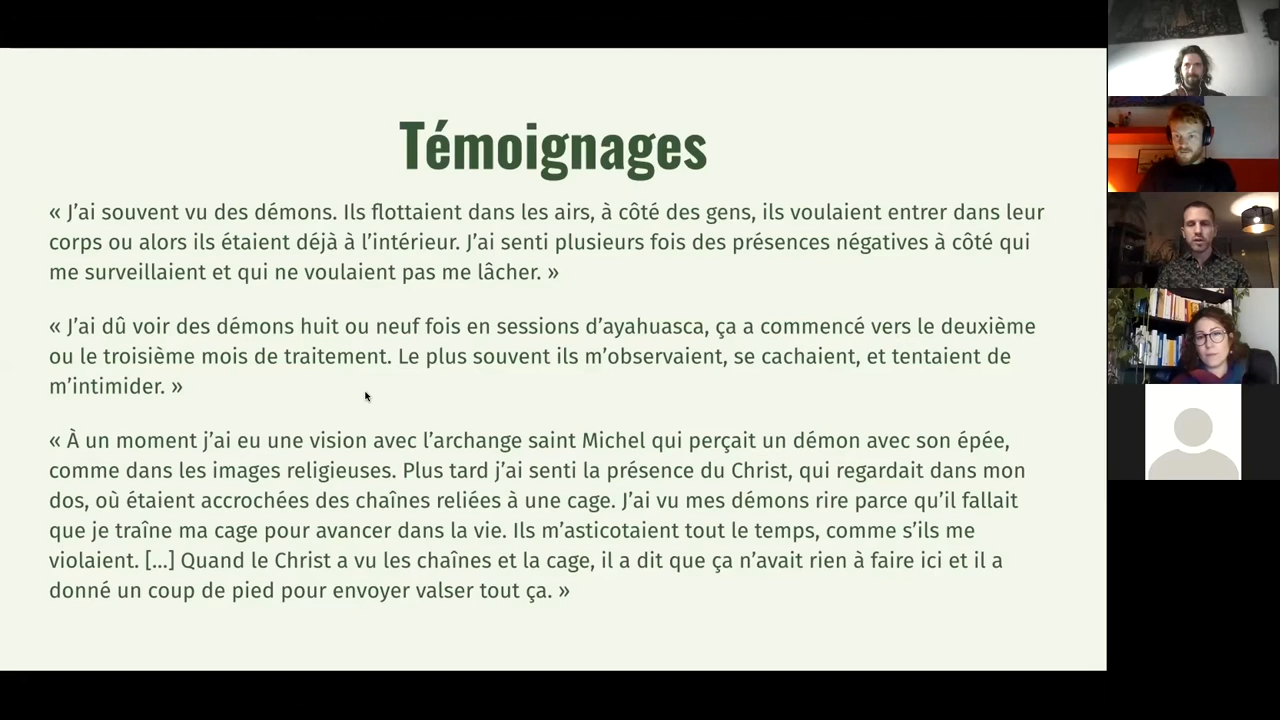 Témoignages
« J’ai souvent vu des démons. Ils flottaient dans les airs, à côté des gens, ils voulaient entrer dans leur
corps ou alors ils étaient déjà à l’intérieur. J’ai senti plusieurs fois des présences négatives à côté qui
me surveillaient et qui ne voulaient pas me lâcher. »
« J’ai dû voir des démons huit ou neuf fois en sessions d’ayahuasca, ça a commencé vers le deuxième
ou le troisième mois de traitement. Le plus souvent ils m’observaient, se cachaient, et tentaient de
m’intimider. »
« À un moment j’ai eu une vision avec l’archange saint Michel qui perçait un démon avec son épée,
comme dans les images religieuses. Plus tard j’ai senti la présence du Christ, qui regardait dans mon
dos, où étaient accrochées des chaînes reliées à une cage. J’ai vu mes démons rire parce qu’il fallait
que je traîne ma cage pour avancer dans la vie. Ils m’asticotaient tout le temps, comme s’ils me
violaient. [...] Quand le Christ a vu les chaînes et la cage, il a dit que ça n’avait rien à faire ici et il a
donné un coup de pied pour envoyer valser tout ça. »